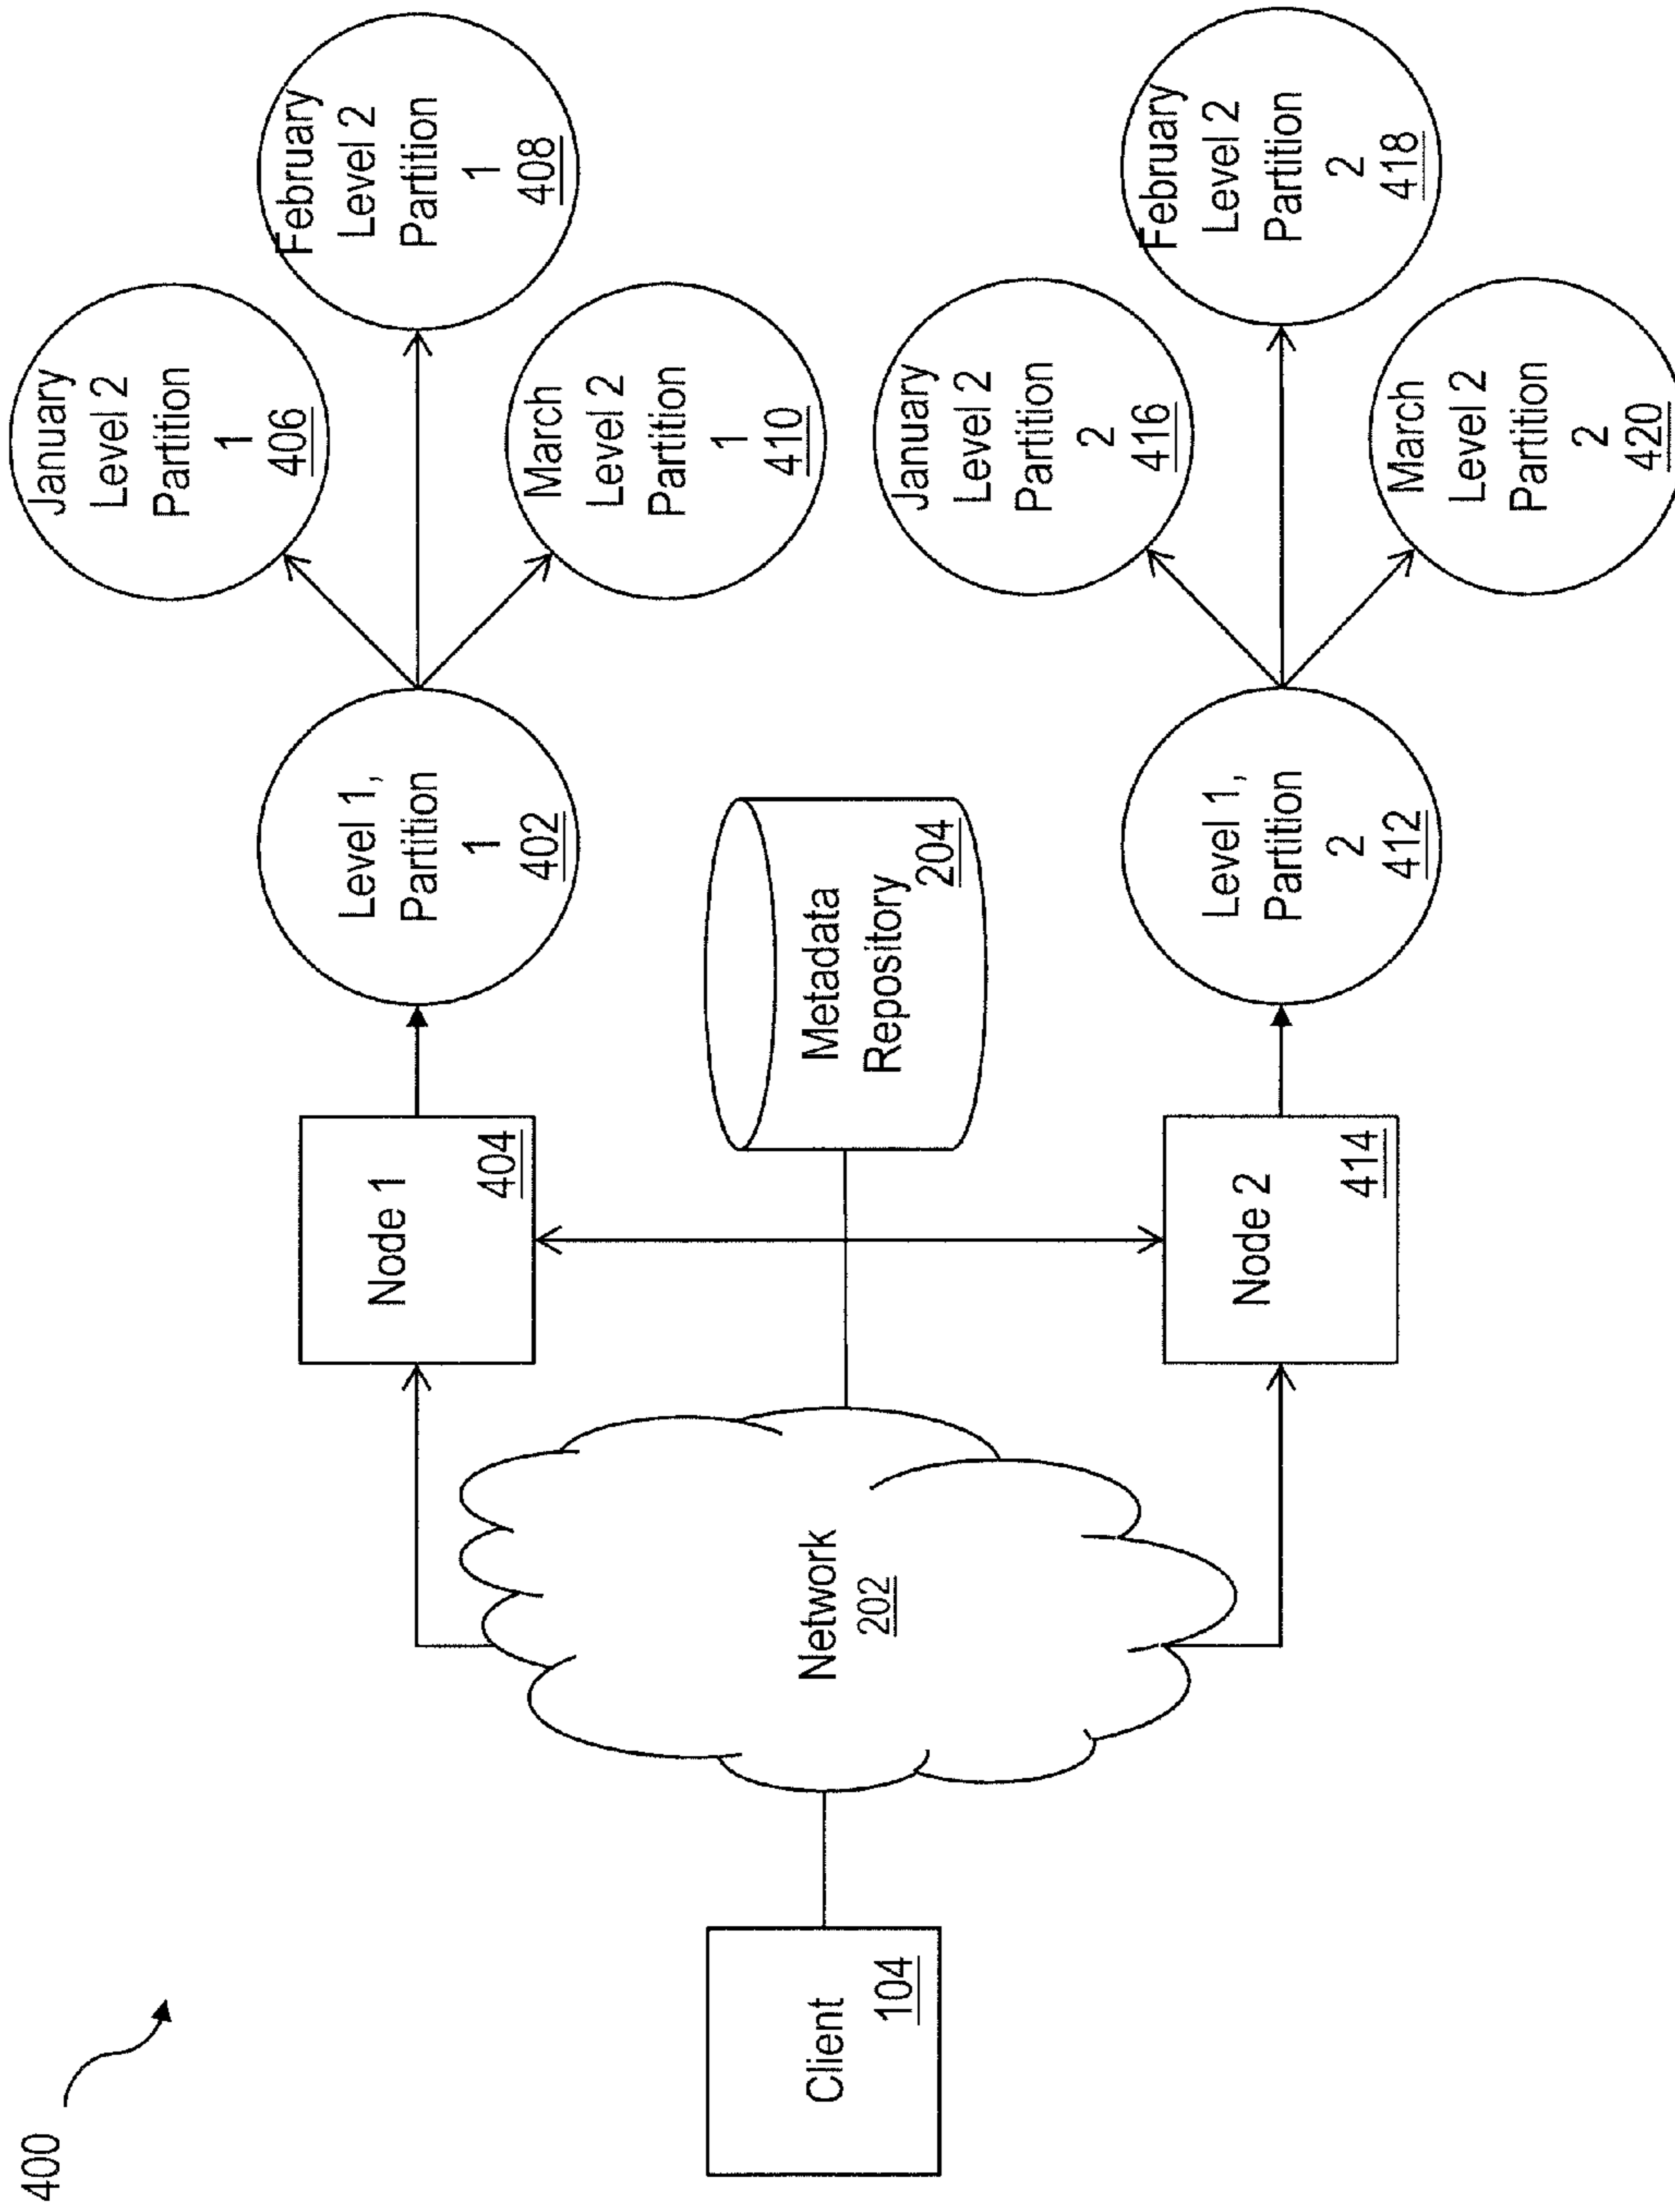 400
Client
104
Network
202
Node 1
404
Node 2
414
Metadata
Repository
204
Level 1,
Partition
1
402
Level 1,
Partition
2
412
January
Level 2
Partition
1
406
February
Level 2
Partition
1
408
March
Level 2
Partition
1
410
January
Level 2
Partition
2
416
February
Level 2
Partition
2
418
March
Level 2
Partition
2
420